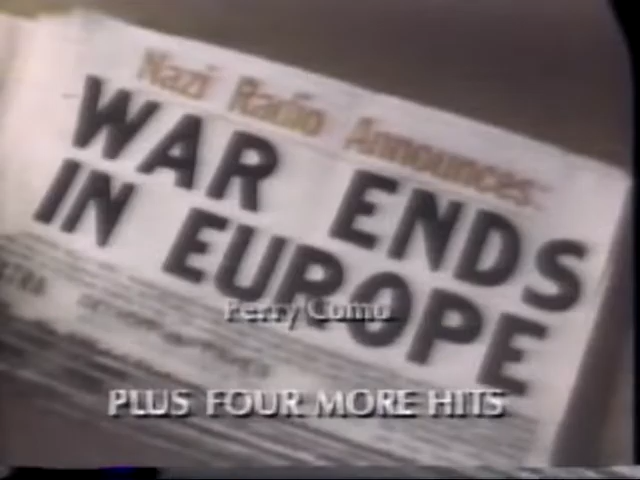 Nazi Radio Announces:
WAR ENDS
IN EUROPE
Perry Como
PLUS FOUR MORE HITS